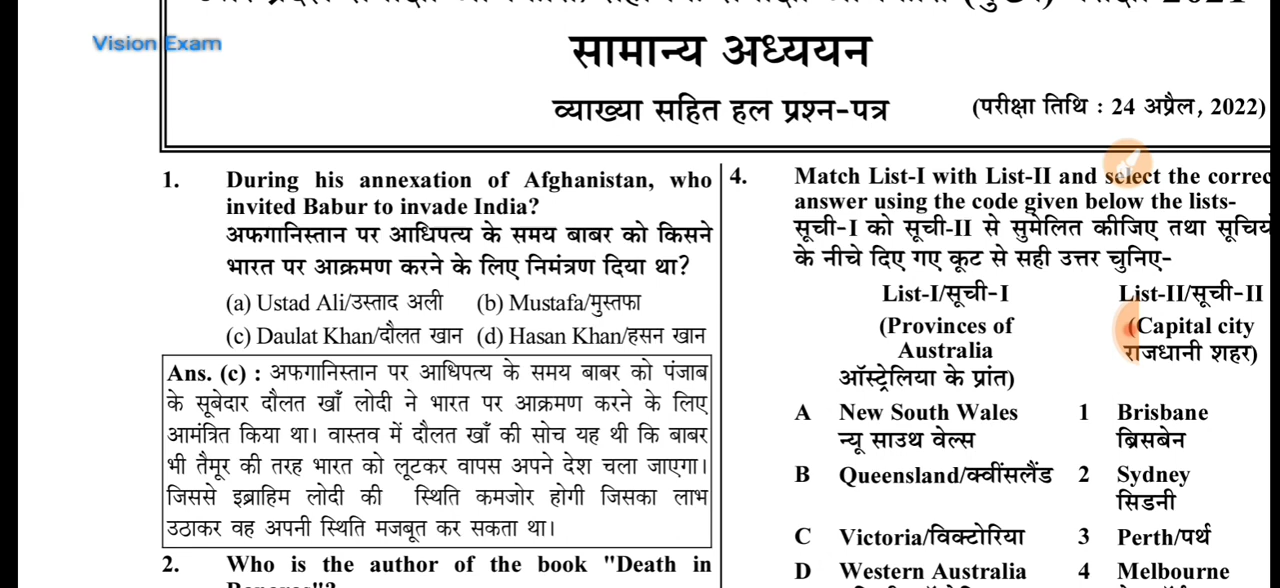 2021
Vision Exam
सामान्य अध्ययन
व्याख्या सहित हल प्रश्न-पत्र
(परीक्षा तिथि : 24 अप्रैल, 2022)
1. During his annexation of Afghanistan, who
invited Babur to invade India?
अफगानिस्तान पर आधिपत्य के समय बाबर को किसने
भारत पर आक्रमण करने के लिए निमंत्रण दिया था?
(a) Ustad Ali/उस्ताद अली (b) Mustafa/मुस्तफा
(c) Daulat Khan/दौलत खान (d) Hasan Khan/हसन खान
Ans. (c) : अफगानिस्तान पर आधिपत्य के समय बाबर को पंजाब
के सूबेदार दौलत खाँ लोदी ने भारत पर आक्रमण करने के लिए
आमंत्रित किया था। वास्तव में दौलत खाँ की सोच यह थी कि बाबर
भी तैमूर की तरह भारत को लूटकर वापस अपने देश चला जाएगा।
जिससे इब्राहिम लोदी की स्थिति कमजोर होगी जिसका लाभ
उठाकर वह अपनी स्थिति मजबूत कर सकता था।
2. Who is the author of the book "Death in
4. Match List-I with List-II and select the correc
answer using the code given below the lists-
सूची-I को सूची-II से सुमेलित कीजिए तथा सूचिय
के नीचे दिए गए कूट से सही उत्तर चुनिए-
List-I/सूची-I List-II/सूची-II
(Provinces of (Capital city
Australia राजधानी शहर)
ऑस्ट्रेलिया के प्रांत)
A New South Wales 1 Brisbane
न्यू साउथ वेल्स ब्रिसबेन
B Queensland/क्वींसलैंड 2 Sydney
सिडनी
C Victoria/विक्टोरिया 3 Perth/पर्थ
D Western Australia 4 Melbourne